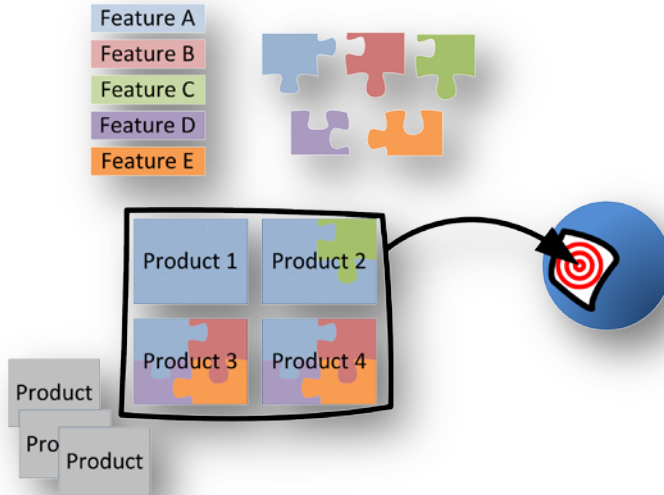 Feature A
Feature B
Feature C
Feature D
Feature E
Product 1
Product 2
Product 3
Product 4
Product
Pro
Product